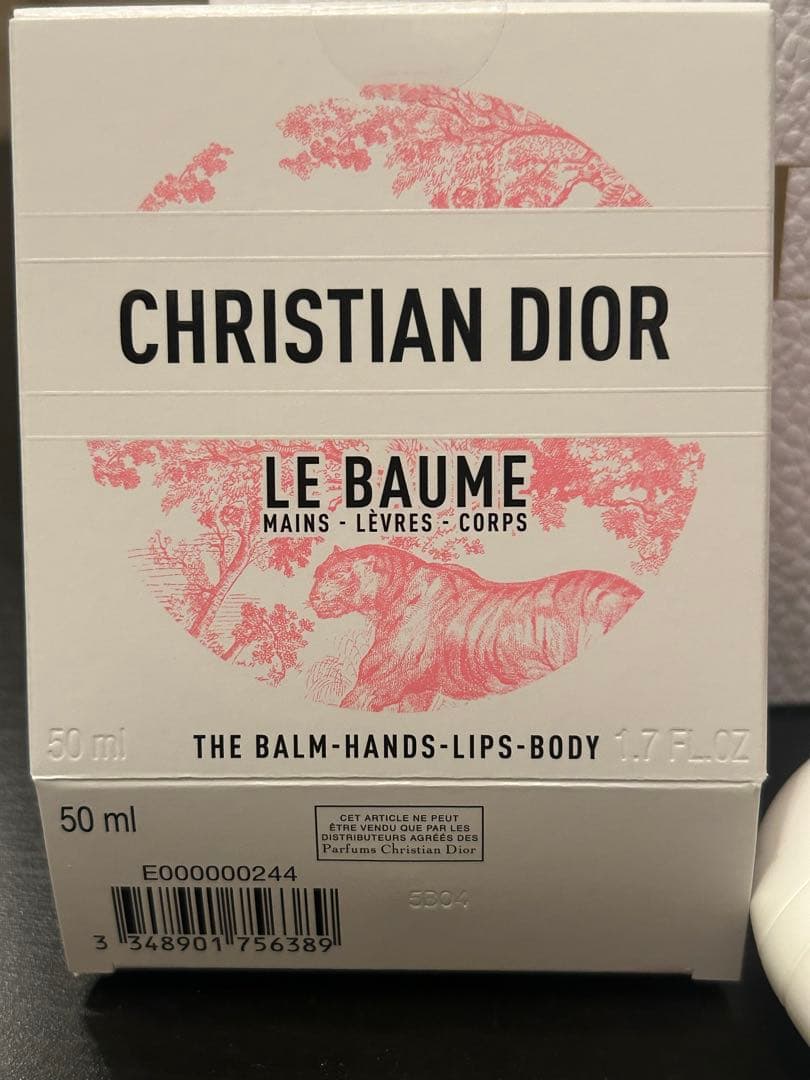 CHRISTIAN DIOR
LE BAUME
MAINS - LÈVRES - CORPS
50 ml
THE BALM-HANDS-LIPS-BODY
1.7 FL.OZ
50 ml
CET ARTICLE NE PEUT
ÊTRE VENDU QUE PAR LES
DISTRIBUTEURS AGRÉÉS DES
Parfums Christian Dior
E000000244
5D04
3 348901 756389